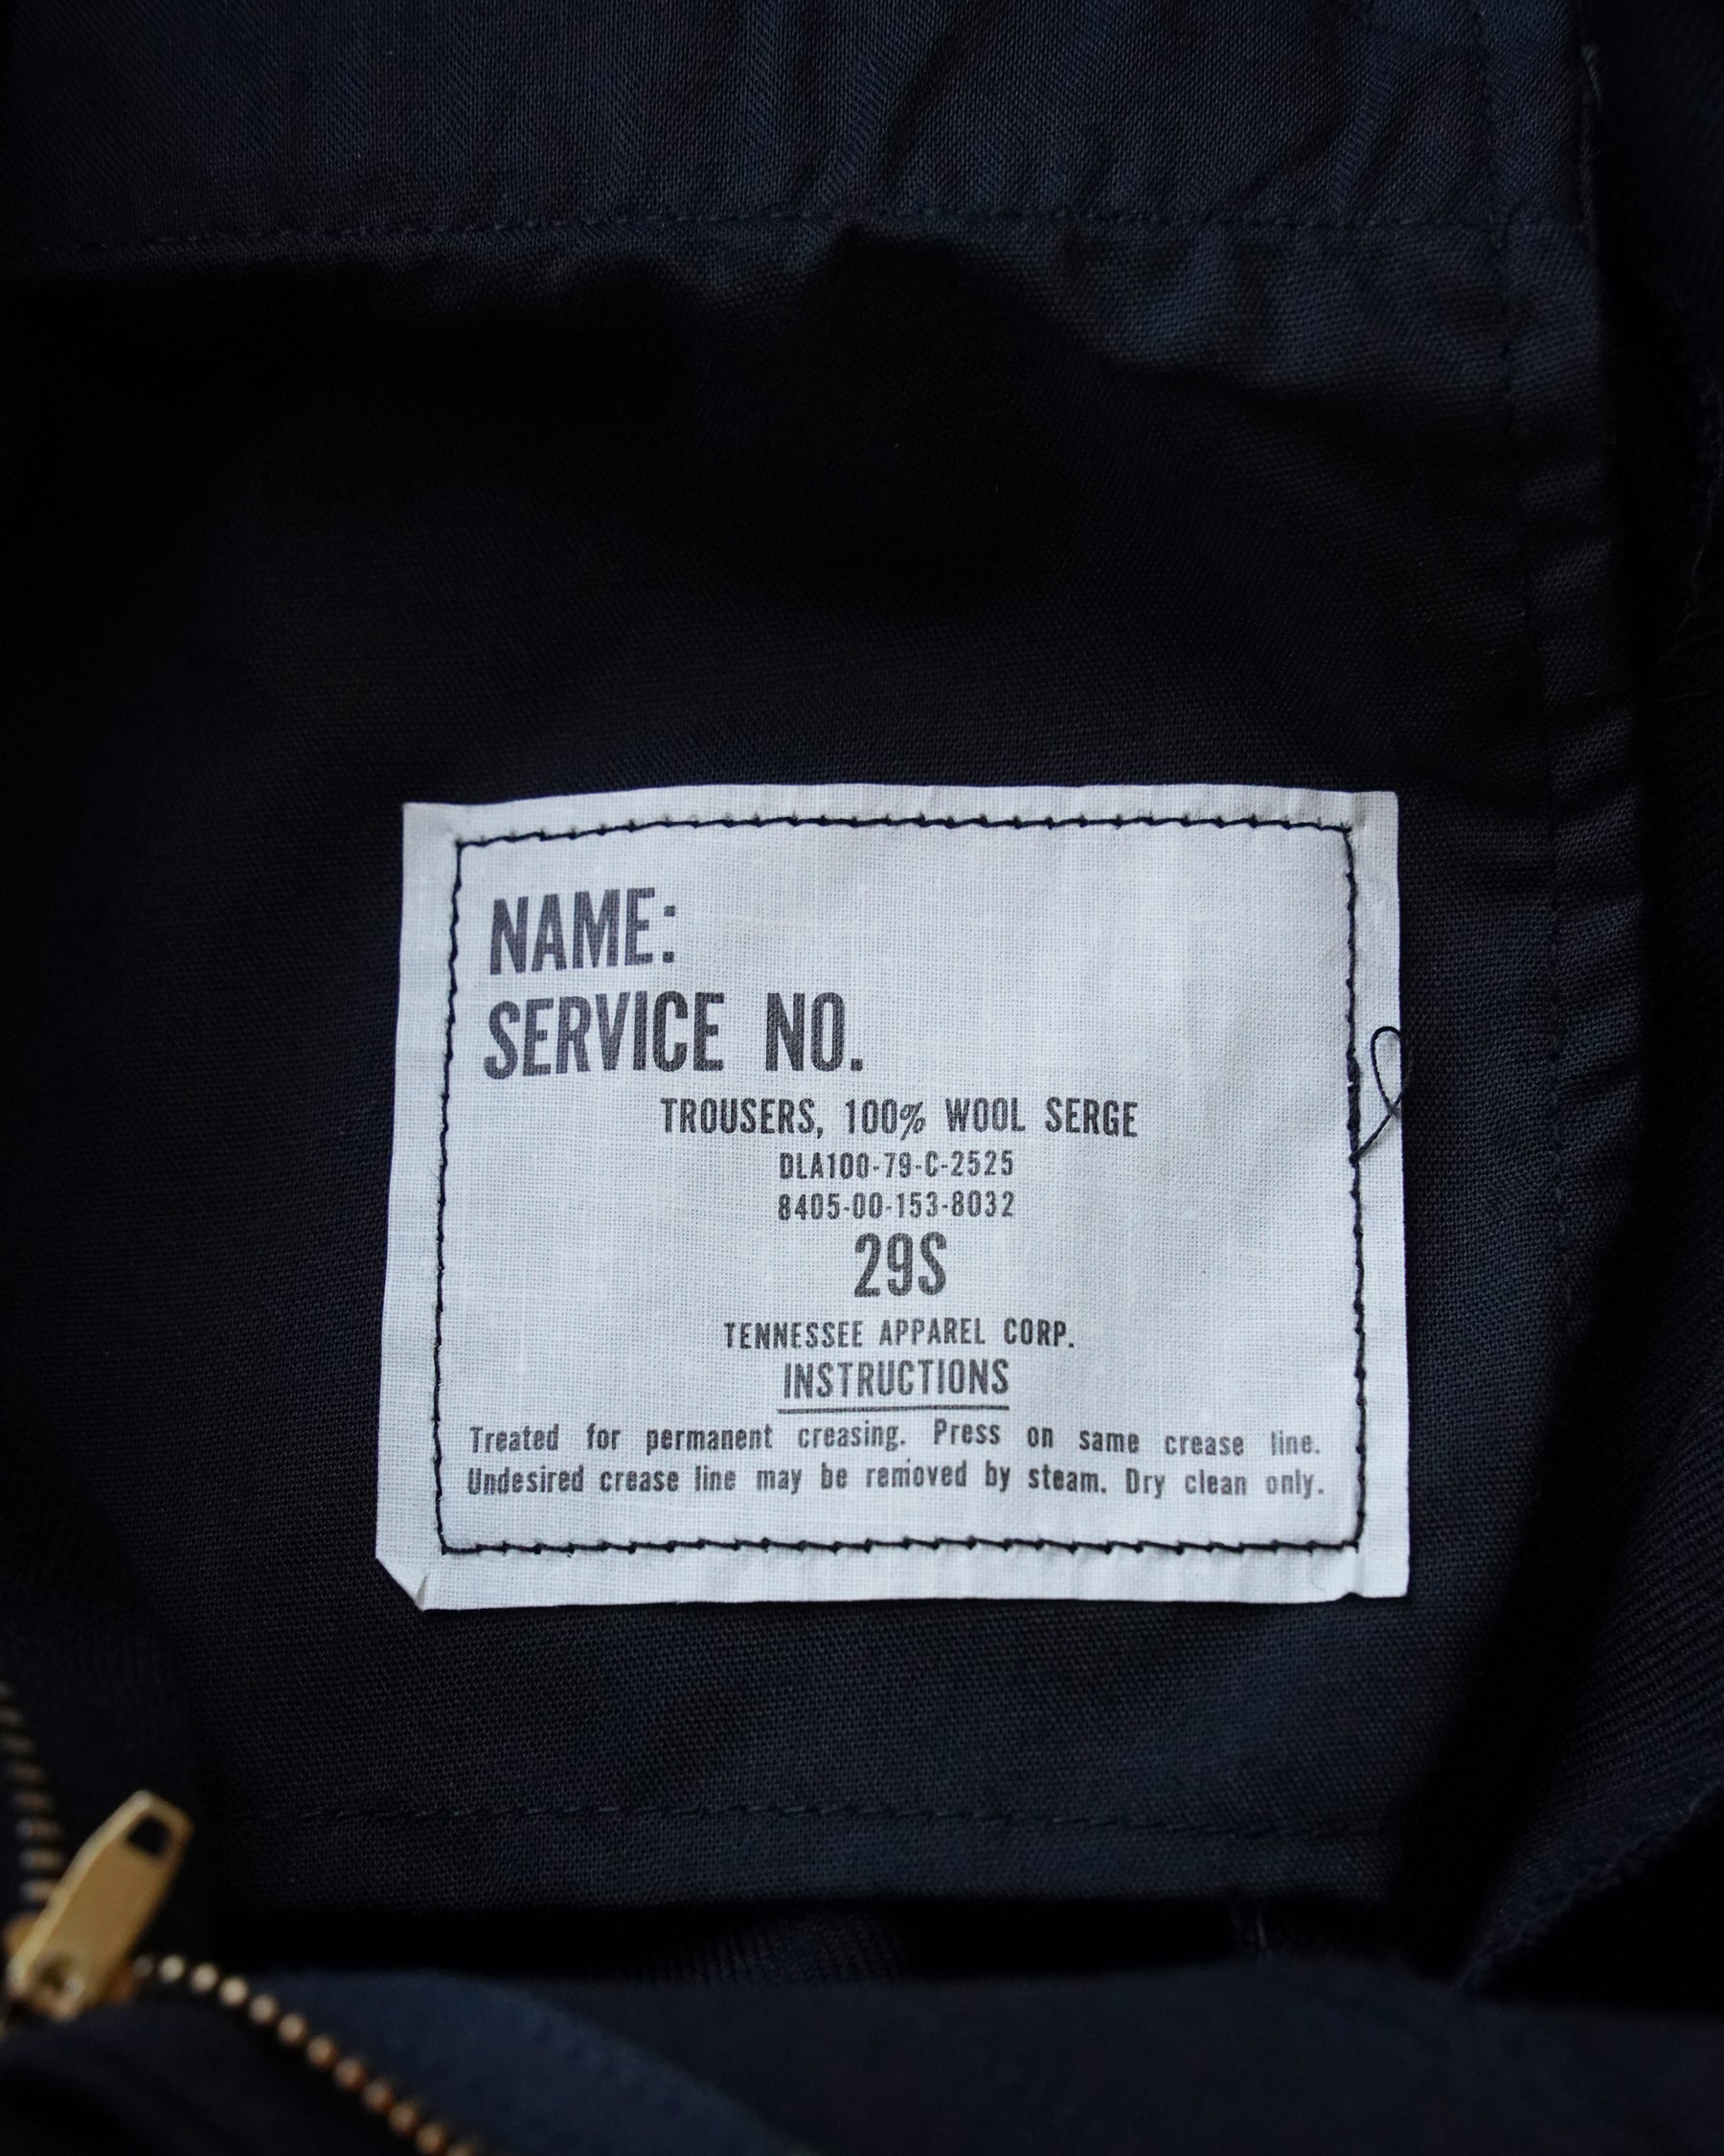 NAME:
SERVICE NO.
TROUSERS, 100% WOOL SERGE
DLA100-79-C-2525
8405-00-153-8032
29S
TENNESSEE APPAREL CORP.
INSTRUCTIONS
Treated for permanent creasing. Press on same crease line.
Undesired crease line may be removed by steam. Dry clean only.